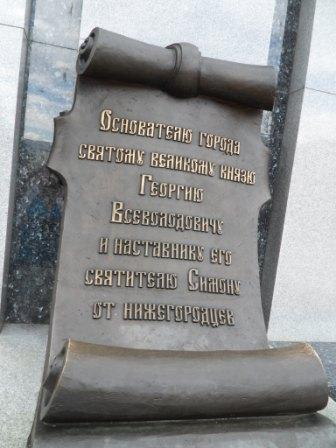 Основателю города
святому великому князю
Георгию
Всеволодовичу
и наставнику его
святителю Симону
от нижегородцев